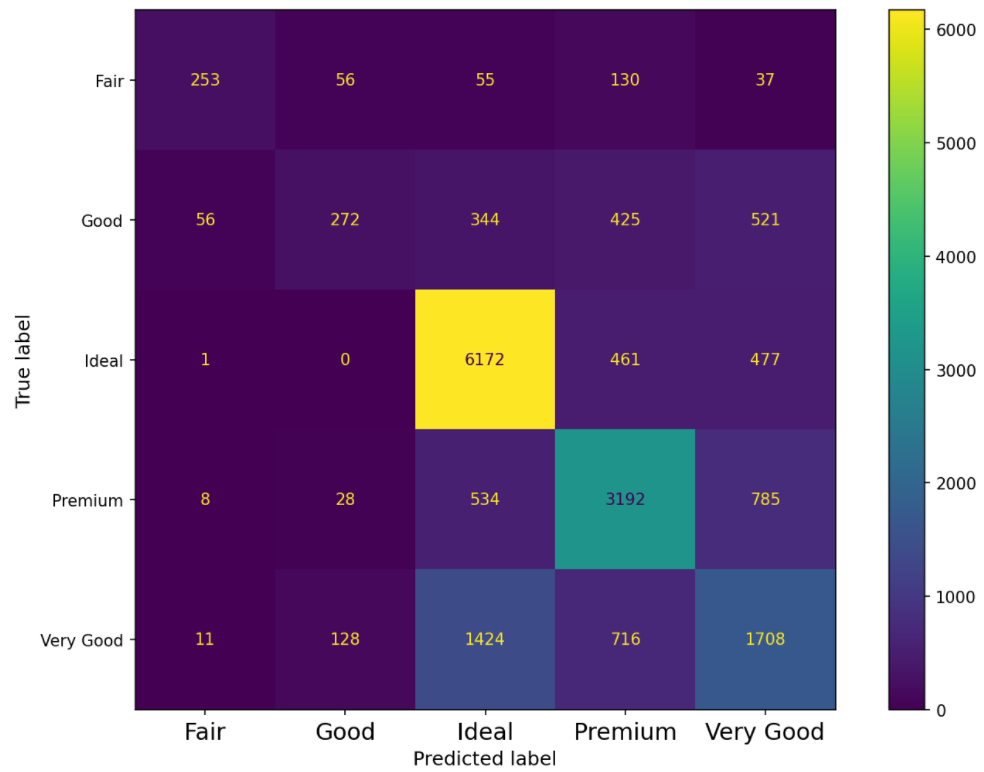 Fair 253 56 55 130 37
Good 56 272 344 425 521
Ideal 1 0 6172 461 477
Premium 8 28 534 3192 785
Very Good 11 128 1424 716 1708
Fair Good Ideal Premium Very Good
Predicted label
True label
6000
5000
4000
3000
2000
1000
0